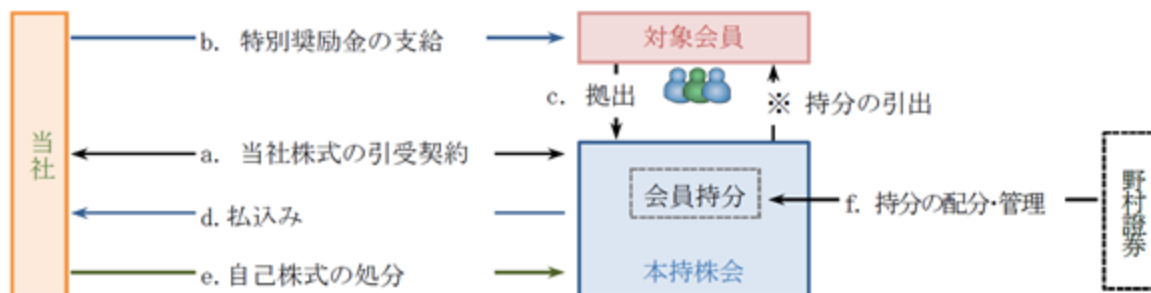 b. 特別奨励金の支給
対象会員
c. 拠出
※ 持分の引出
当社
a. 当社株式の引受契約
会員持分
f. 持分の配分・管理
野村證券
d. 払込み
e. 自己株式の処分
本持株会